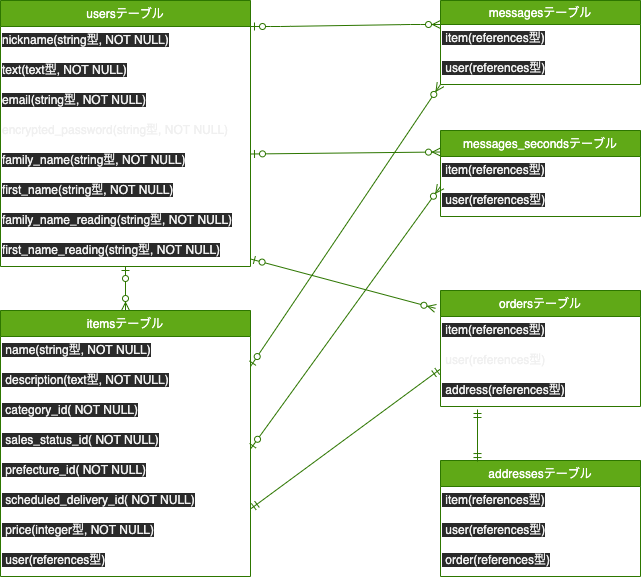 usersテーブル
nickname(string型, NOT NULL)
text(text型, NOT NULL)
email(string型, NOT NULL)
encrypted_password(string型, NOT NULL)
family_name(string型, NOT NULL)
first_name(string型, NOT NULL)
family_name_reading(string型, NOT NULL)
first_name_reading(string型, NOT NULL)
itemsテーブル
name(string型, NOT NULL)
description(text型, NOT NULL)
category_id( NOT NULL)
sales_status_id( NOT NULL)
prefecture_id( NOT NULL)
scheduled_delivery_id( NOT NULL)
price(integer型, NOT NULL)
user(references型)
messagesテーブル
item(references型)
user(references型)
messages_secondsテーブル
item(references型)
user(references型)
ordersテーブル
item(references型)
user(references型)
address(references型)
addressesテーブル
item(references型)
user(references型)
order(references型)